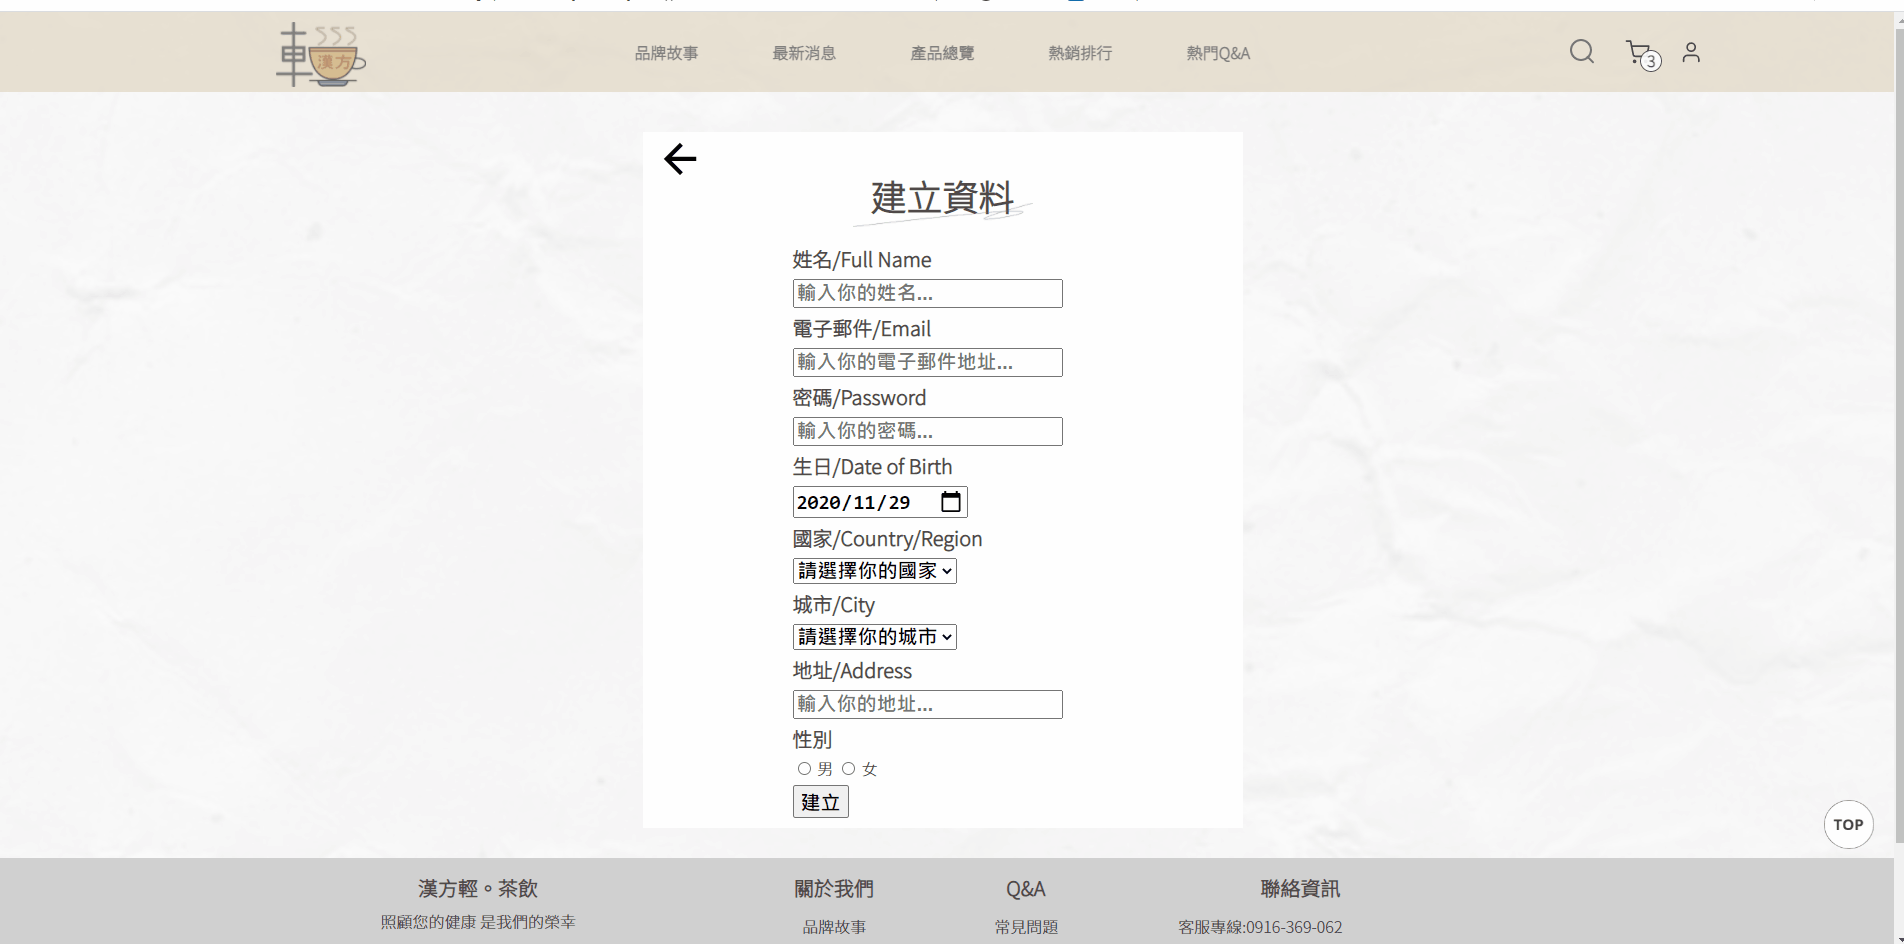 車 漢方
品牌故事 最新消息 產品總覽 熱銷排行 熱門Q&A
3
建立資料
姓名/Full Name
輸入你的姓名...
電子郵件/Email
輸入你的電子郵件地址...
密碼/Password
輸入你的密碼...
生日/Date of Birth
2020/11/29
國家/Country/Region
請選擇你的國家
城市/City
請選擇你的城市
地址/Address
輸入你的地址...
性別
男 女
建立
TOP
漢方輕。茶飲 關於我們 Q&A 聯絡資訊
照顧您的健康 是我們的榮幸 品牌故事 常見問題 客服專線:0916-369-062